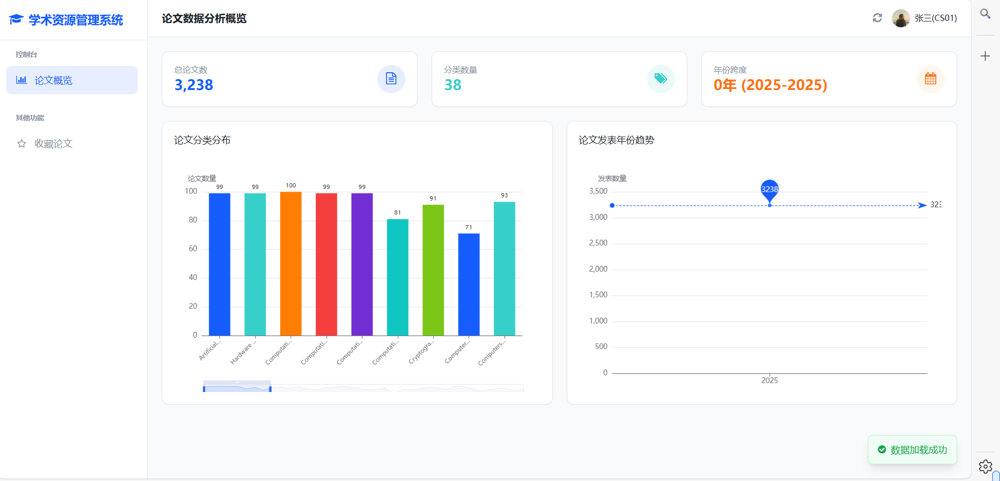 学术资源管理系统
控制台
论文概览
其他功能
收藏论文
论文数据分析概览
张三(CS01)
总论文数
3,238
分类数量
38
年份跨度
0年 (2025-2025)
论文分类分布
论文数量
100
80
60
40
20
0
99
99
100
99
99
81
91
71
93
Artificial...
Hardware ...
Computati...
Computati...
Computati...
Computati...
Cryptogra...
Computer...
Computers...
论文发表年份趋势
发表数量
3,500
3,000
2,500
2,000
1,500
1,000
500
0
3238
323
2025
数据加载成功